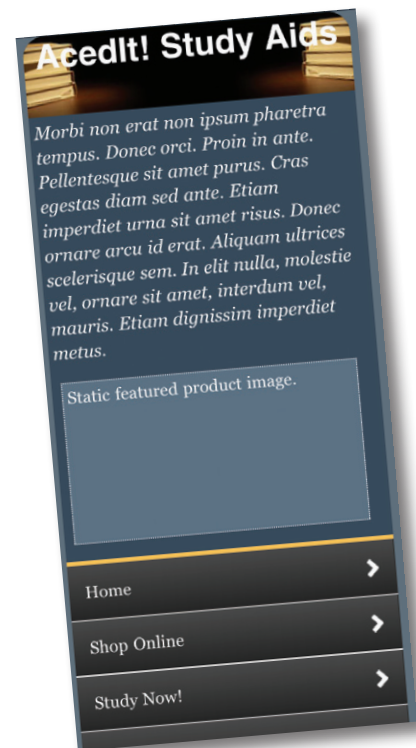 AcedIt! Study Aids
Morbi non erat non ipsum pharetra
tempus. Donec orci. Proin in ante.
Pellentesque sit amet purus. Cras
egestas diam sed ante. Etiam
imperdiet urna sit amet risus. Donec
ornare arcu id erat. Aliquam ultrices
scelerisque sem. In elit nulla, molestie
vel, ornare sit amet, interdum vel,
mauris. Etiam dignissim imperdiet
metus.
Static featured product image.
Home
Shop Online
Study Now!